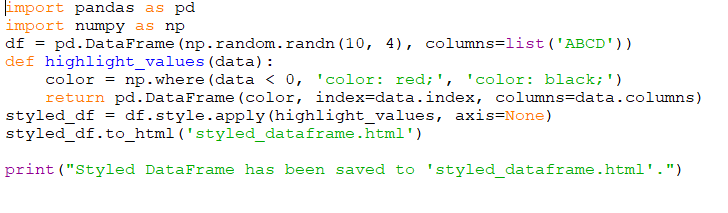 import pandas as pd
import numpy as np
df = pd.DataFrame(np.random.randn(10, 4), columns=list('ABCD'))
def highlight_values(data):
    color = np.where(data < 0, 'color: red;', 'color: black;')
    return pd.DataFrame(color, index=data.index, columns=data.columns)
styled_df = df.style.apply(highlight_values, axis=None)
styled_df.to_html('styled_dataframe.html')

print("Styled DataFrame has been saved to 'styled_dataframe.html'.")